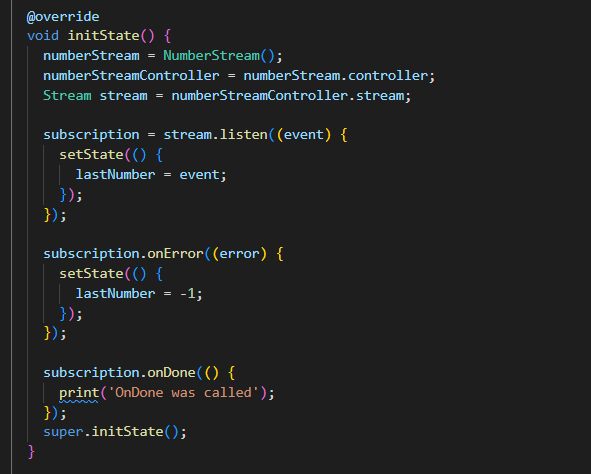 @override
void initState() {
  numberStream = NumberStream();
  numberStreamController = numberStream.controller;
  Stream stream = numberStreamController.stream;

  subscription = stream.listen((event) {
    setState(() {
      lastNumber = event;
    });
  });

  subscription.onError((error) {
    setState(() {
      lastNumber = -1;
    });
  });

  subscription.onDone(() {
    print('OnDone was called');
  });
  super.initState();
}